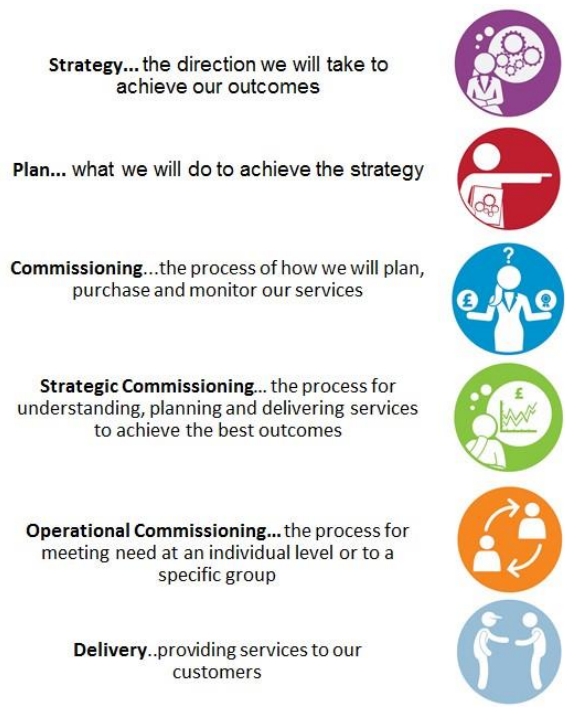 Strategy... the direction we will take to
achieve our outcomes
Plan... what we will do to achieve the strategy
?
Commissioning...the process of how we will plan,
purchase and monitor our services
£
Strategic Commissioning... the process for
understanding, planning and delivering services
to achieve the best outcomes
£
Operational Commissioning... the process for
meeting need at an individual level or to a
specific group
Delivery..providing services to our
customers